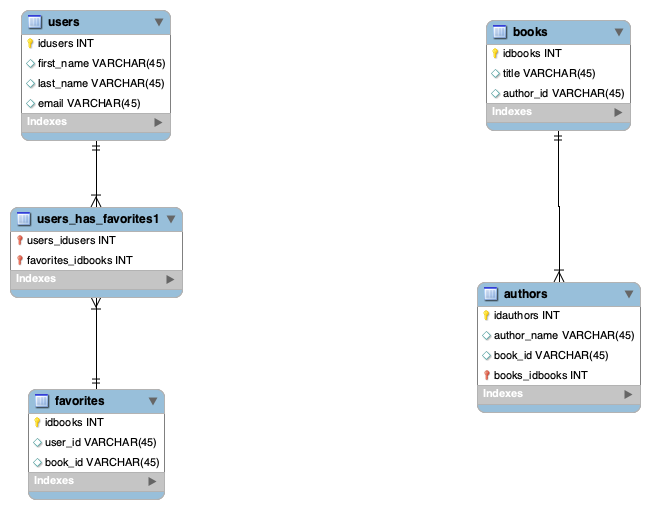 users
idusers INT
first_name VARCHAR(45)
last_name VARCHAR(45)
email VARCHAR(45)
Indexes
users_has_favorites1
users_idusers INT
favorites_idbooks INT
Indexes
favorites
idbooks INT
user_id VARCHAR(45)
book_id VARCHAR(45)
Indexes
books
idbooks INT
title VARCHAR(45)
author_id VARCHAR(45)
Indexes
authors
idauthors INT
author_name VARCHAR(45)
book_id VARCHAR(45)
books_idbooks INT
Indexes